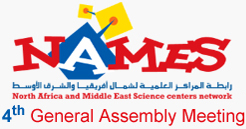 NAMES
رابطة المراكز العلمية لشمال أفريقيا والشرق الأوسط
North Africa and Middle East Science centers network
4th General Assembly Meeting